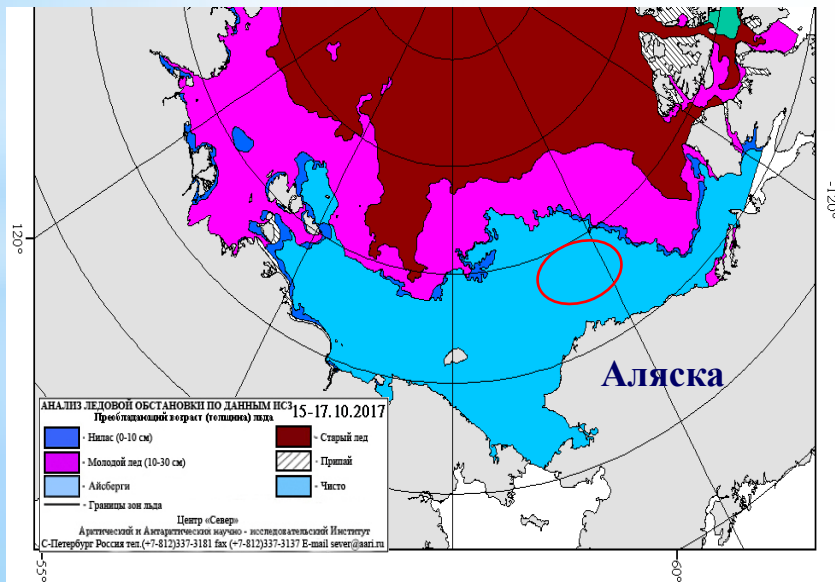 -120°
120°
Аляска
АНАЛИЗ ЛЕДОВОЙ ОБСТАНОВКИ ПО ДАННЫМ ИСЗ 15-17.10.2017
Преобладающий возраст (толщина) льда
- Нилас (0-10 см)
- Старый лед
- Молодой лед (10-30 см)
- Припай
- Айсберги
- Чисто
- Границы зон льда
Центр «Север»
Арктический и Антарктический научно - исследовательский Институт
С-Петербург Россия тел.(+7-812)337-3181 fax (+7-812)337-3137 E-mail sever@aari.ru
55°
60°